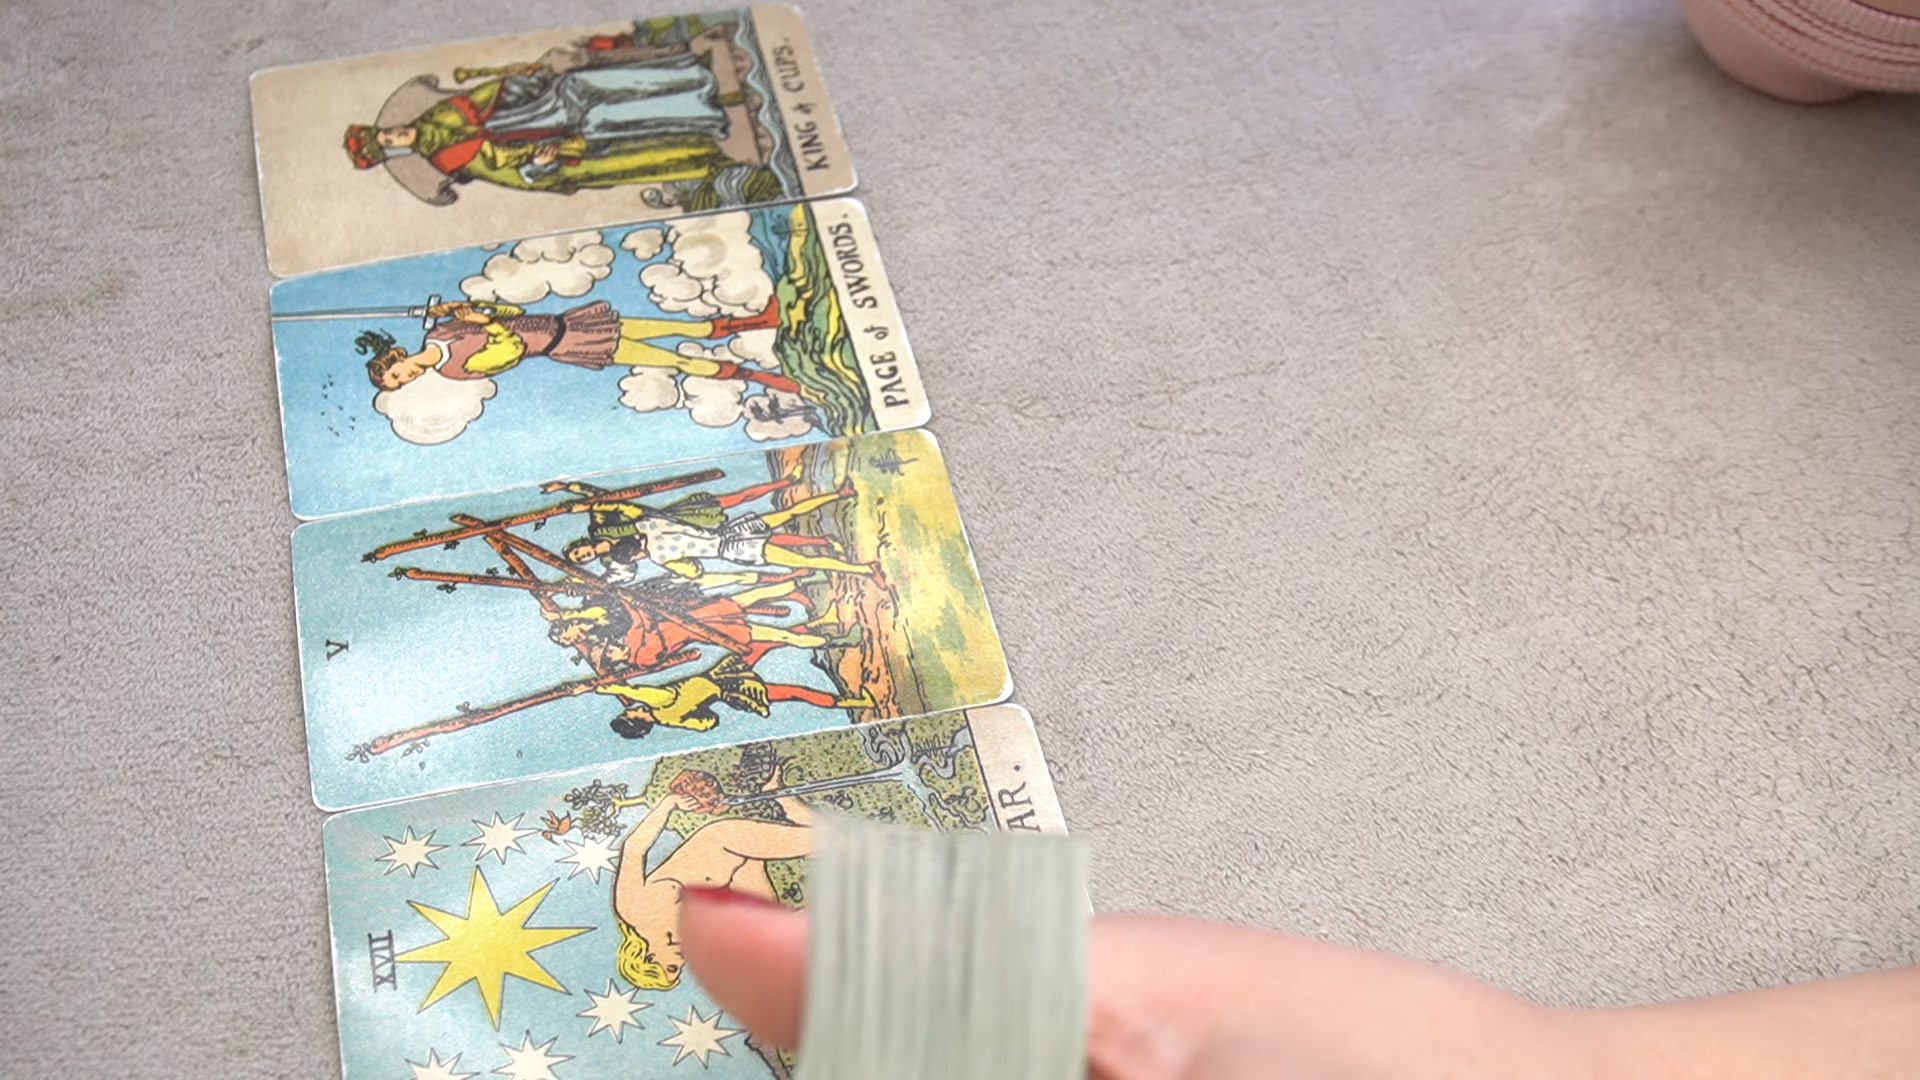 KING of CUPS.
PAGE of SWORDS.
V
XVII
AR.